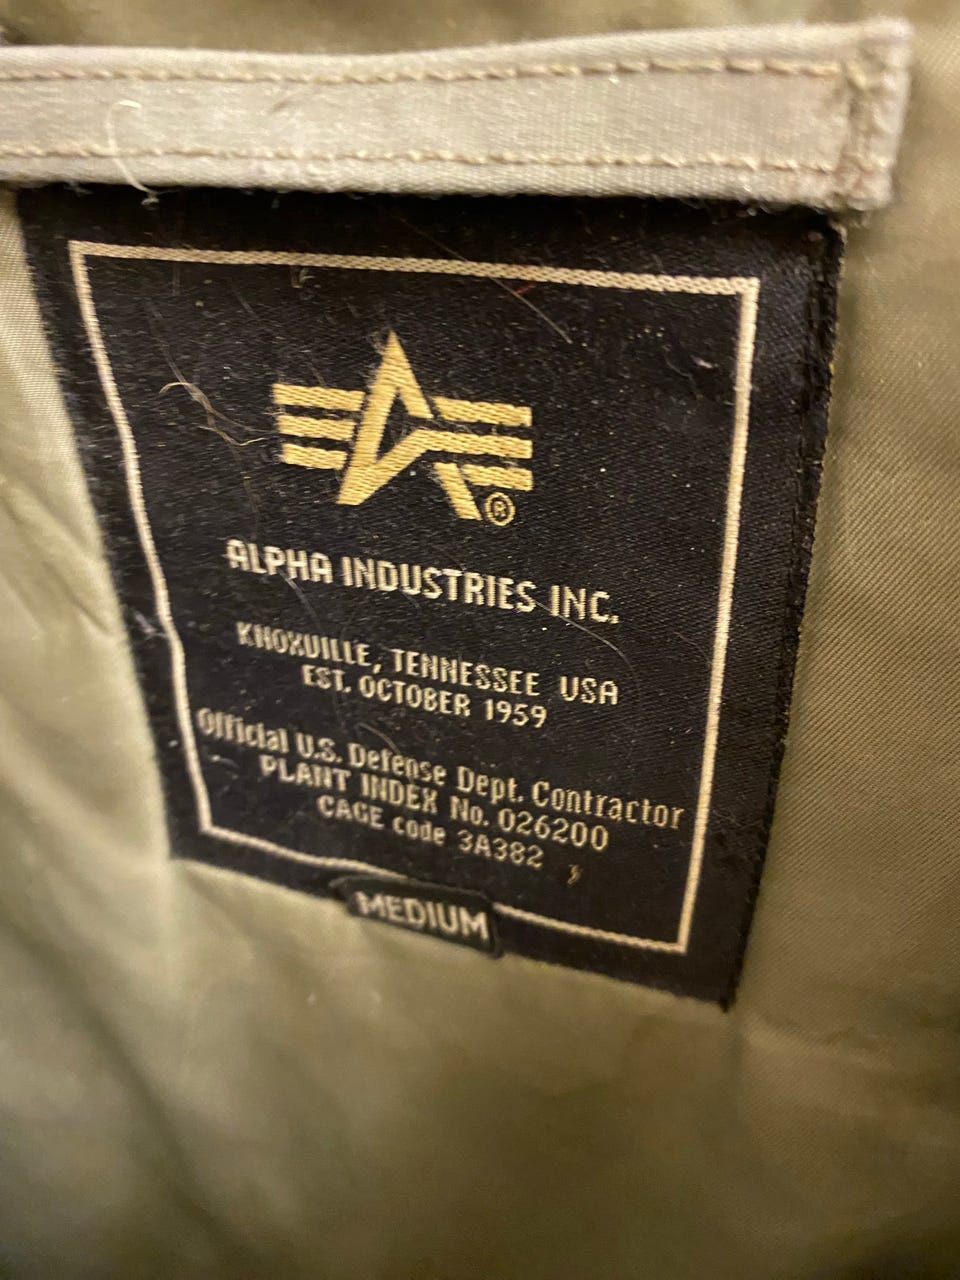 ®
ALPHA INDUSTRIES INC.
KNOXVILLE, TENNESSEE USA
EST. OCTOBER 1959
Official U.S. Defense Dept. Contractor
PLANT INDEX No. 026200
CAGE code 3A382
MEDIUM